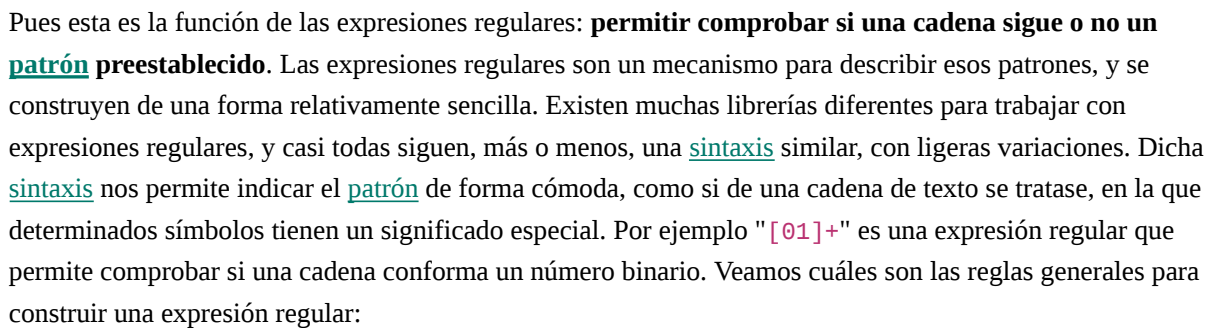 Pues esta es la función de las expresiones regulares: permitir comprobar si una cadena sigue o no un
patrón preestablecido. Las expresiones regulares son un mecanismo para describir esos patrones, y se
construyen de una forma relativamente sencilla. Existen muchas librerías diferentes para trabajar con
expresiones regulares, y casi todas siguen, más o menos, una sintaxis similar, con ligeras variaciones. Dicha
sintaxis nos permite indicar el patrón de forma cómoda, como si de una cadena de texto se tratase, en la que
determinados símbolos tienen un significado especial. Por ejemplo "[01]+" es una expresión regular que
permite comprobar si una cadena conforma un número binario. Veamos cuáles son las reglas generales para
construir una expresión regular: